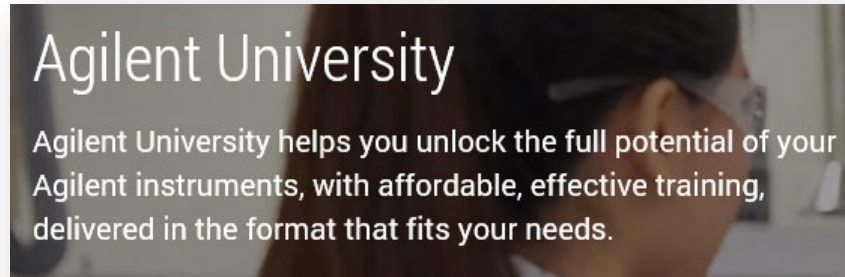 Agilent University
Agilent University helps you unlock the full potential of your
Agilent instruments, with affordable, effective training,
delivered in the format that fits your needs.